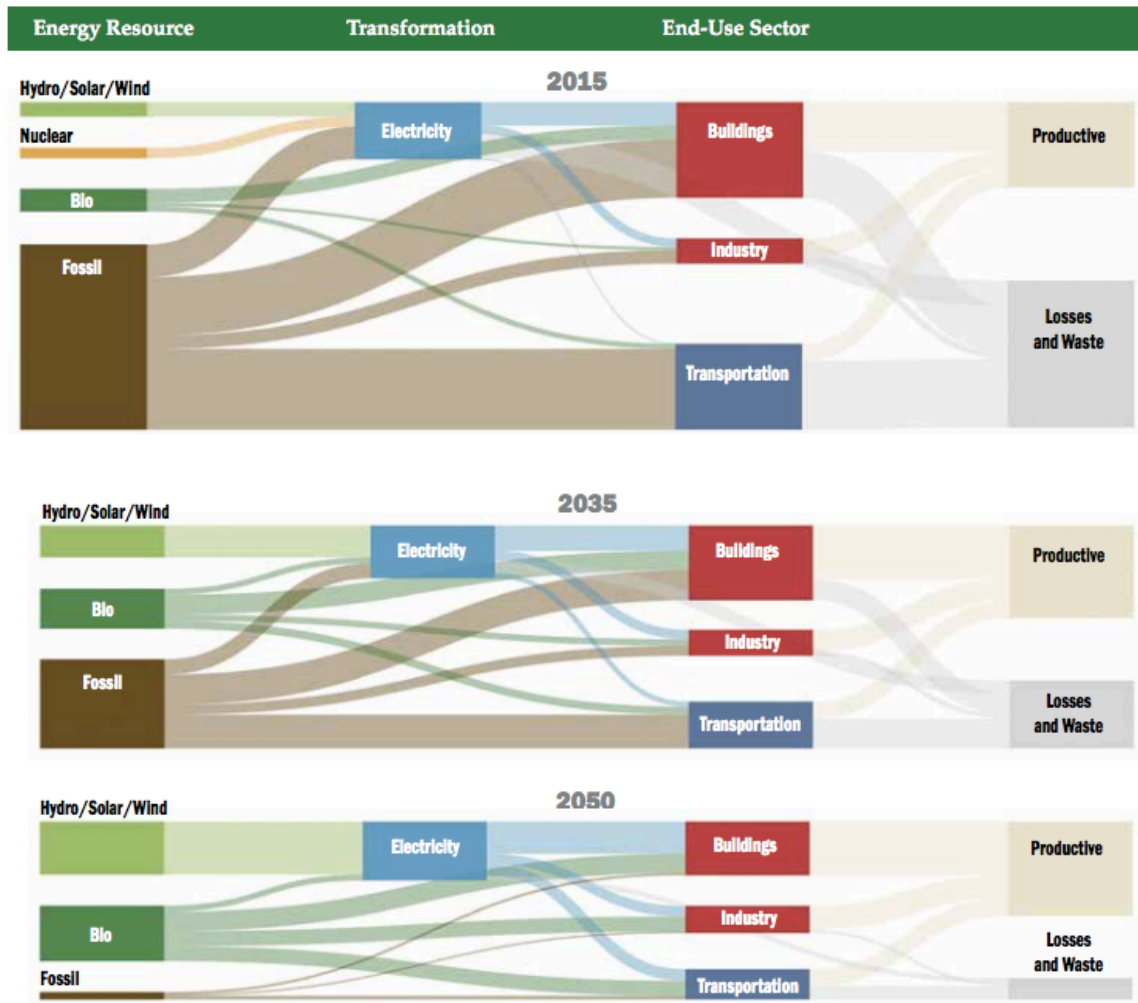 Energy Resource Transformation End-Use Sector
2015
Hydro/Solar/Wind
Electricity Buildings Productive
Nuclear
Bio
Industry
Fossil
Losses
and Waste
Transportation
2035
Hydro/Solar/Wind
Electricity Buildings Productive
Bio
Industry
Fossil
Losses
and Waste
Transportation
2050
Hydro/Solar/Wind
Electricity Buildings Productive
Industry
Bio
Losses
and Waste
Fossil
Transportation